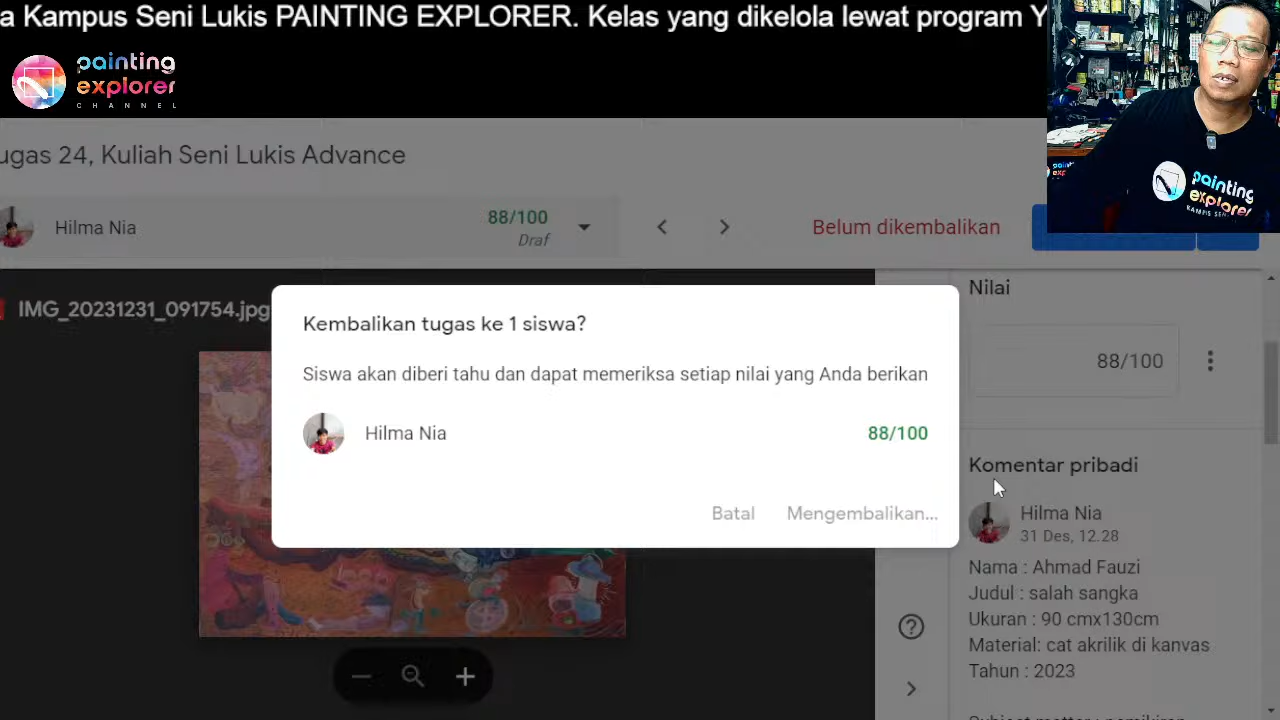 a Kampus Seni Lukis PAINTING EXPLORER. Kelas yang dikelola lewat program Y
painting
explorer
CHANNEL
ugas 24, Kuliah Seni Lukis Advance
Hilma Nia
88/100
Draf
Belum dikembalikan
painting
explorer
IMG_20231231_091754.jpg
Kembalikan tugas ke 1 siswa?
Siswa akan diberi tahu dan dapat memeriksa setiap nilai yang Anda berikan
Hilma Nia
88/100
Batal
Mengembalikan...
Nilai
88/100
Komentar pribadi
Hilma Nia
31 Des, 12.28
Nama : Ahmad Fauzi
Judul : salah sangka
Ukuran : 90 cmx130cm
Material: cat akrilik di kanvas
Tahun : 2023